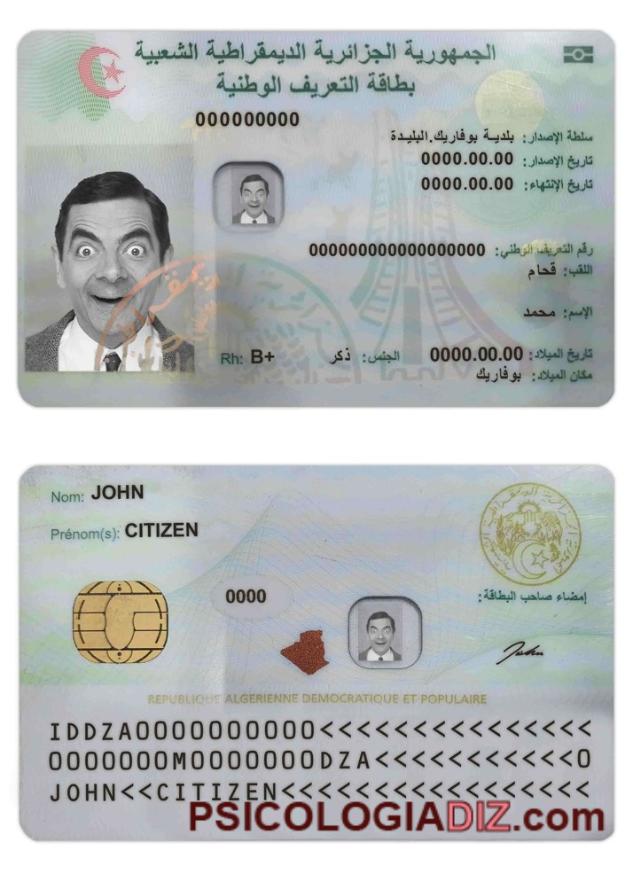 الجمهورية الجزائرية الديمقراطية الشعبية
بطاقة التعريف الوطنية
000000000
سلطة الإصدار: بلدية بوفاريك.البليدة
تاريخ الإصدار: 0000.00.00
تاريخ الإنتهاء: 0000.00.00
رقم التعريف الوطني: 000000000000000000
اللقب: قحام
الإسم: محمد
تاريخ الميلاد: 0000.00.00 الجنس: ذكر Rh: B+
مكان الميلاد: بوفاريك
Nom: JOHN
Prénom(s): CITIZEN
0000
إمضاء صاحب البطاقة:
John
REPUBLIQUE ALGERIENNE DEMOCRATIQUE ET POPULAIRE
IDDZA0000000000<<<<<<<<<<<<<<<
0000000M0000000DZA<<<<<<<<<<<0
JOHN<<CITIZEN<<<<<<<<<<<<<<<<<
PSICOLOGIADIZ.com